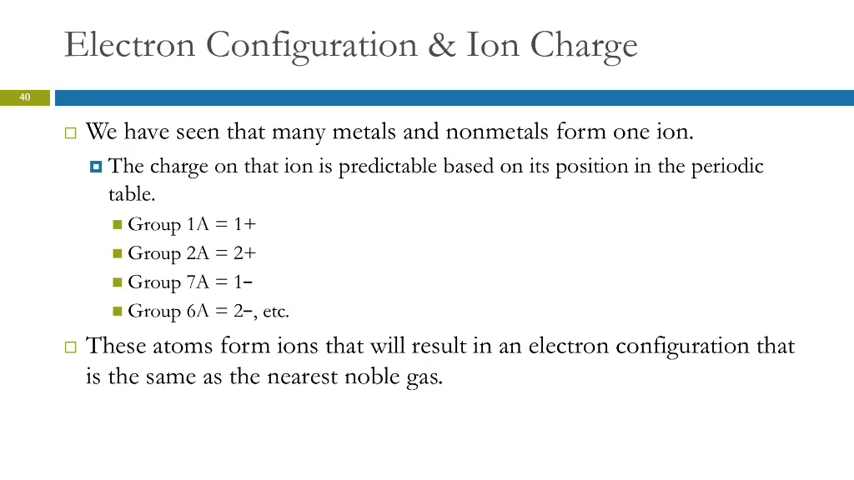 Electron Configuration & Ion Charge
40
We have seen that many metals and nonmetals form one ion.
The charge on that ion is predictable based on its position in the periodic
table.
Group 1A = 1+
Group 2A = 2+
Group 7A = 1−
Group 6A = 2−, etc.
These atoms form ions that will result in an electron configuration that
is the same as the nearest noble gas.